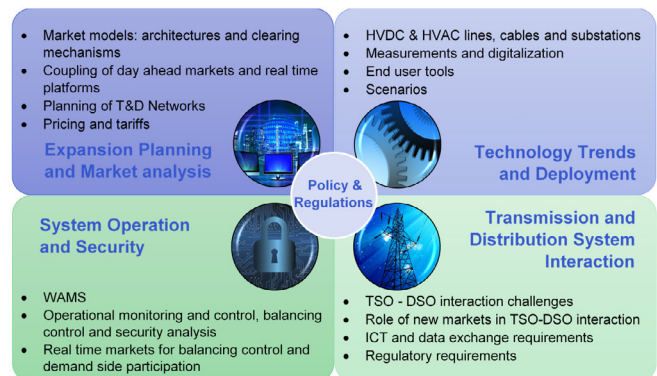 • Market models: architectures and clearing
mechanisms
• Coupling of day ahead markets and real time
platforms
• Planning of T&D Networks
• Pricing and tariffs
Expansion Planning
and Market analysis
• HVDC & HVAC lines, cables and substations
• Measurements and digitalization
• End user tools
• Scenarios
Technology Trends
and Deployment
Policy &
Regulations
System Operation
and Security
• WAMS
• Operational monitoring and control, balancing
control and security analysis
• Real time markets for balancing control and
demand side participation
Transmission and
Distribution System
Interaction
• TSO - DSO interaction challenges
• Role of new markets in TSO-DSO interaction
• ICT and data exchange requirements
• Regulatory requirements